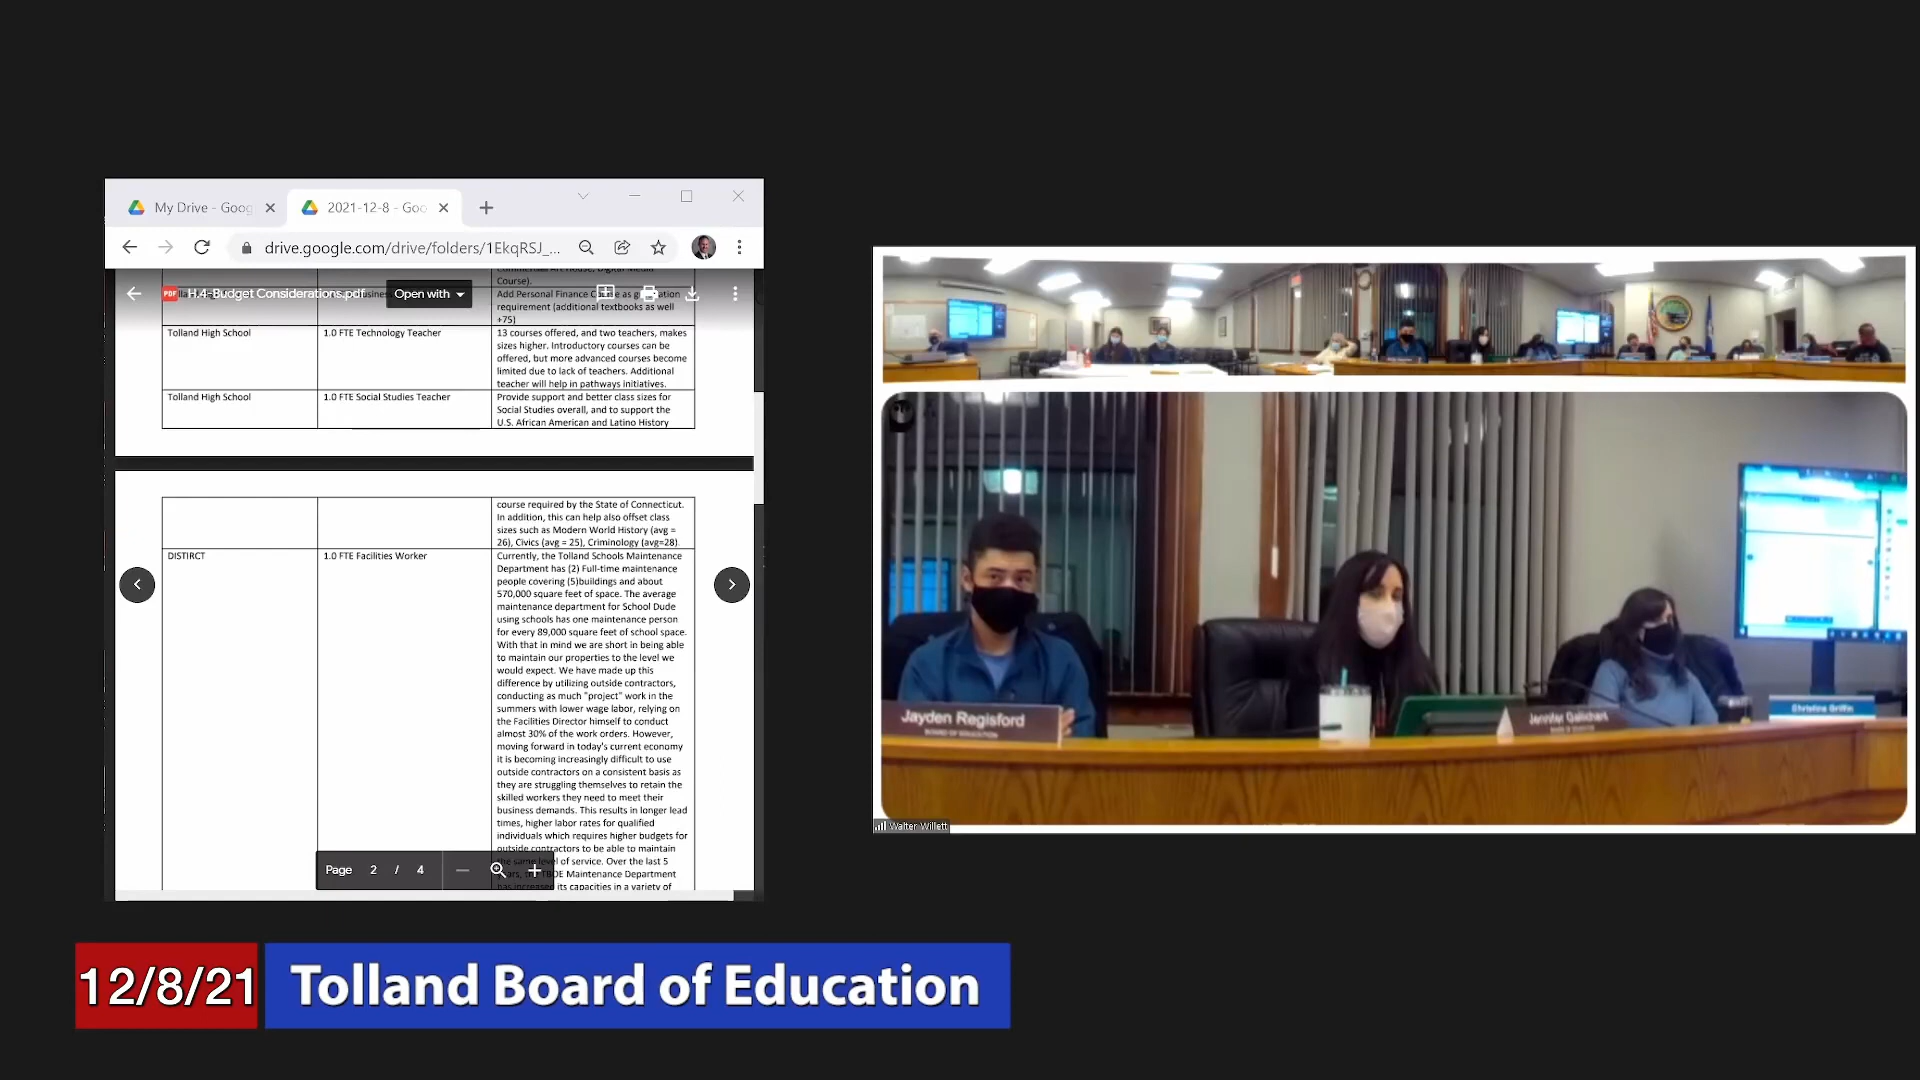 My Drive - Goog
2021-12-8 - Goo
drive.google.com/drive/folders/1EkqRSJ_...
Course).
H.4-Budget Considerations.pdf
Open with
Add Personal Finance
as
requirement (additional textbooks as well
+75)
Tolland High School
1.0 FTE Technology Teacher
13 courses offered, and two teachers, makes
sizes higher. Introductory courses can be
offered, but more advanced courses become
limited due to lack of teachers. Additional
teacher will help in pathways initiatives.
Tolland High School
1.0 FTE Social Studies Teacher
Provide support and better class sizes for
Social Studies overall, and to support the
U.S. African American and Latino History
course required by the State of Connecticut.
In addition, this can help also offset class
sizes such as Modern World History (avg =
26), Civics (avg = 25), Criminology (avg=28).
DISTIRCT
1.0 FTE Facilities Worker
Currently, the Tolland Schools Maintenance
Department has (2) Full-time maintenance
people covering (5)buildings and about
570,000 square feet of space. The average
maintenance department for School Dude
using schools has one maintenance person
for every 89,000 square feet of school space.
With that in mind we are short in being able
to maintain our properties to the level we
would expect. We have made up this
difference by utilizing outside contractors,
conducting as much "project" work in the
summers with lower wage labor, relying on
the Facilities Director himself to conduct
almost 30% of the work orders. However,
moving forward in today's current economy
it is becoming increasingly difficult to use
outside contractors on a consistent basis as
they are struggling themselves to retain the
skilled workers they need to meet their
business demands. This results in longer lead
times, higher labor rates for qualified
individuals which requires higher budgets for
outside contractors to be able to maintain
the same level of service. Over the last 5
Maintenance Department
has increased its capacities in a variety of
Page 2 / 4
Jayden Regisford
BOARD OF EDUCATION
Jennifer Gallichant
Christine Griffin
Walter Willett
12/8/21
Tolland Board of Education